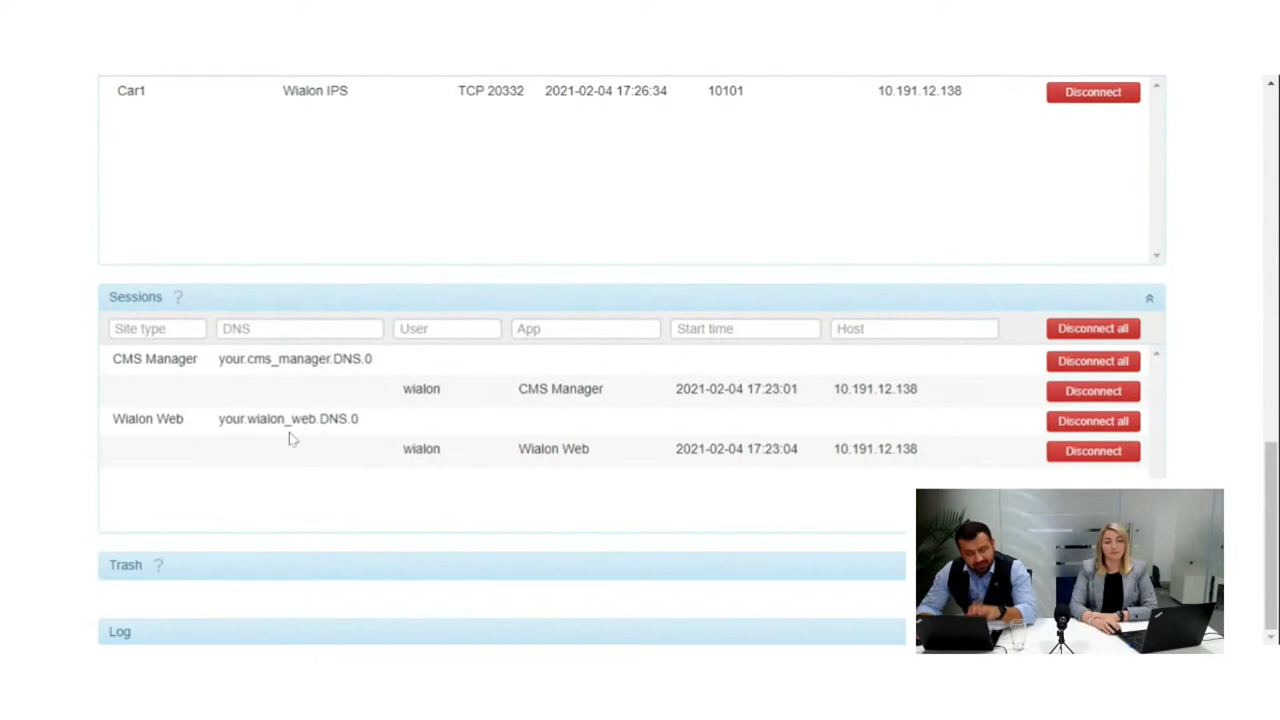 Car1 Wialon IPS TCP 20332 2021-02-04 17:26:34 10101 10.191.12.138 Disconnect
Sessions ?
Site type DNS User App Start time Host Disconnect all
CMS Manager your.cms_manager.DNS.0 Disconnect all
wialon CMS Manager 2021-02-04 17:23:01 10.191.12.138 Disconnect
Wialon Web your.wialon_web.DNS.0 Disconnect all
wialon Wialon Web 2021-02-04 17:23:04 10.191.12.138 Disconnect
Trash ?
Log